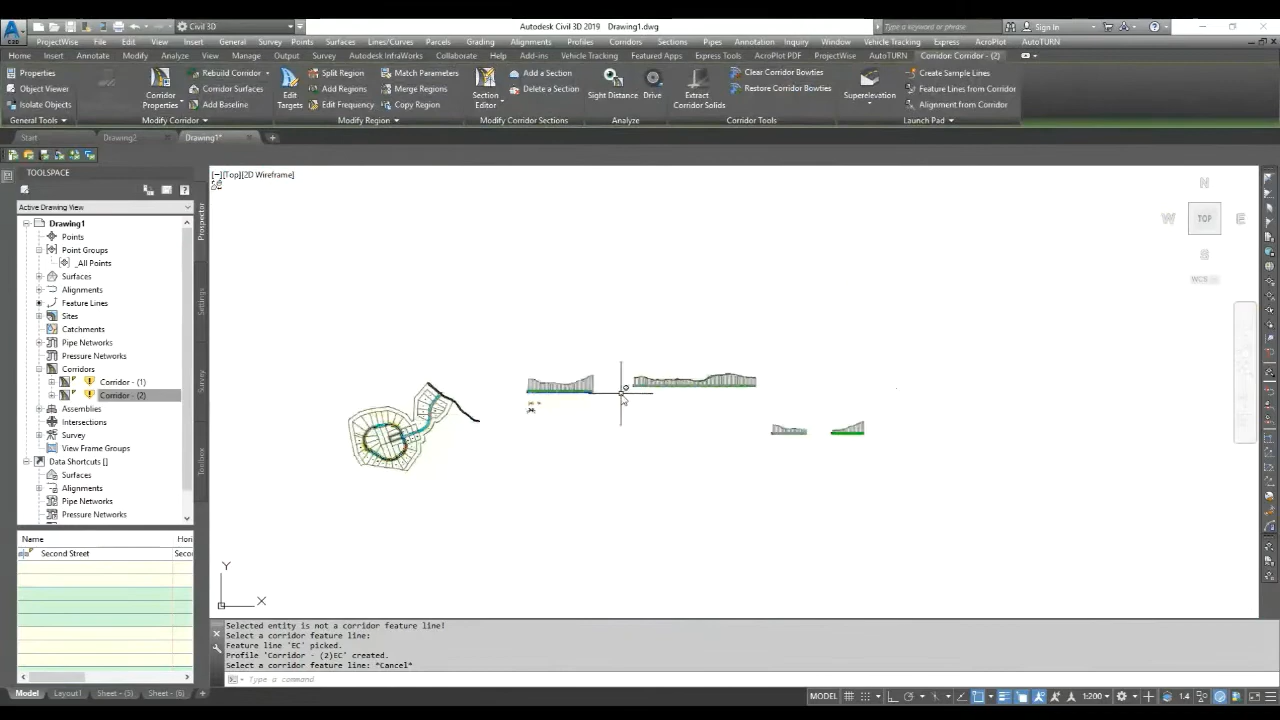 Autodesk Civil 3D 2019 Drawing1.dwg
Civil 3D
Type a keyword or phrase
Sign In
ProjectWise File Edit View Insert General Survey Points Surfaces Lines/Curves Parcels Grading Alignments Profiles Corridors Sections Pipes Annotation Inquiry Window Vehicle Tracking Express AcroPlot AutoTURN
Home Insert Annotate Modify Analyze View Manage Output Survey Autodesk InfraWorks Collaborate Help Add-ins Vehicle Tracking Featured Apps Express Tools AcroPlot PDF ProjectWise AutoTURN Corridor: Corridor - (2)
Properties Rebuild Corridor Split Region Match Parameters Add a Section Clear Corridor Bowties Create Sample Lines
Object Viewer Corridor Surfaces Add Regions Merge Regions Delete a Section Restore Corridor Bowties Feature Lines from Corridor
Isolate Objects Add Baseline Edit Frequency Copy Region Alignment from Corridor
Corridor Properties Edit Targets Section Editor Sight Distance Drive Extract Corridor Solids Superelevation
General Tools Modify Corridor Modify Region Modify Corridor Sections Analyze Corridor Tools Launch Pad
Start Drawing2 Drawing1*
TOOLSPACE
[−][Top][2D Wireframe]
Active Drawing View
Drawing1
Points
Point Groups
_All Points
Surfaces
Alignments
Feature Lines
Sites
Catchments
Pipe Networks
Pressure Networks
Corridors
Corridor - (1)
Corridor - (2)
Assemblies
Intersections
Survey
View Frame Groups
Data Shortcuts []
Surfaces
Alignments
Pipe Networks
Pressure Networks
Prospector
Settings
Survey
Toolbox
Name Hori
Second Street Seco
N
W TOP E
S
WCS
Y
X
Selected entity is not a corridor feature line!
Select a corridor feature line:
Feature line 'EC' picked.
Profile 'Corridor - (2)EC' created.
Select a corridor feature line: *Cancel*
Type a command
Model Layout1 Sheet - (5) Sheet - (6) +
MODEL 1:200 1:4